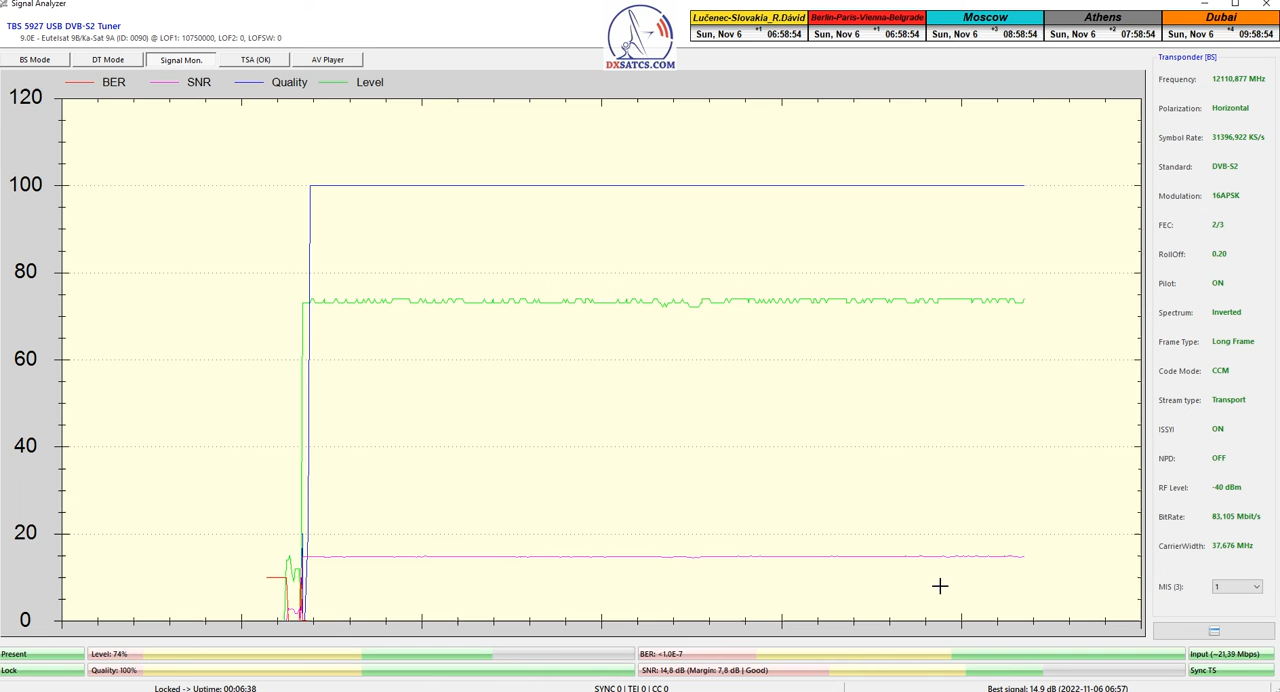 Signal Analyzer
TBS 5927 USB DVB-S2 Tuner
9.0E - Eutelsat 9B/Ka-Sat 9A (ID: 0090) @ LOF1: 10750000, LOF2: 0, LOFSW: 0
DXSATCS.COM
Lučenec-Slovakia_R.Dávid
Sun, Nov 6 +1 06:58:54
Berlin-Paris-Vienna-Belgrade
Sun, Nov 6 +1 06:58:54
Moscow
Sun, Nov 6 +3 08:58:54
Athens
Sun, Nov 6 +2 07:58:54
Dubai
Sun, Nov 6 +4 09:58:54
BS Mode
DT Mode
Signal Mon.
TSA (OK)
AV Player
BER SNR Quality Level
120
100
80
60
40
20
0
Transponder [BS]
Frequency: 12110,877 MHz
Polarization: Horizontal
Symbol Rate: 31396,922 KS/s
Standard: DVB-S2
Modulation: 16APSK
FEC: 2/3
RollOff: 0.20
Pilot: ON
Spectrum: Inverted
Frame Type: Long Frame
Code Mode: CCM
Stream type: Transport
ISSYI ON
NPD: OFF
RF Level: -40 dBm
BitRate: 83,105 Mbit/s
CarrierWidth: 37,676 MHz
MIS (3): 1
Present Level: 74% BER: <1.0E-7 Input (~21,39 Mbps)
Lock Quality: 100% SNR: 14,8 dB (Margin: 7,8 dB | Good) Sync TS
Locked -> Uptime: 00:06:38 SYNC 0 | TEI 0 | CC 0 Best signal: 14,9 dB (2022-11-06 06:57)